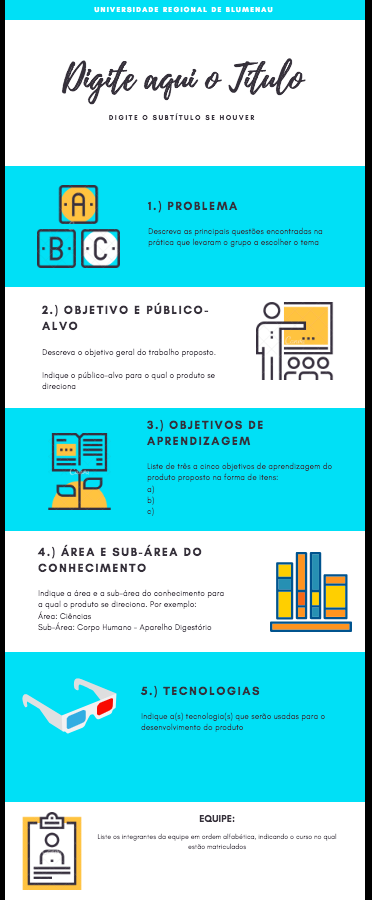 UNIVERSIDADE REGIONAL DE BLUMENAU
Digite aqui o Título
DIGITE O SUBTÍTULO SE HOUVER
A
B C
1.) PROBLEMA
Descreva as principais questões encontradas na
prática que levaram o grupo a escolher o tema
2.) OBJETIVO E PÚBLICO-
ALVO
Descreva o objetivo geral do trabalho proposto.
Indique o público-alvo para o qual o produto se
direciona
3.) OBJETIVOS DE
APRENDIZAGEM
Liste de três a cinco objetivos de aprendizagem do
produto proposto na forma de itens:
a)
b)
c)
4.) ÁREA E SUB-ÁREA DO
CONHECIMENTO
Indique a área e a sub-área do conhecimento para
a qual o produto se direciona. Por exemplo:
Área: Ciências
Sub-Área: Corpo Humano - Aparelho Digestório
5.) TECNOLOGIAS
Indique a(s) tecnologia(s) que serão usadas para o
desenvolvimento do produto
EQUIPE:
Liste os integrantes da equipe em ordem alfabética, indicando o curso no qual
estão matriculados